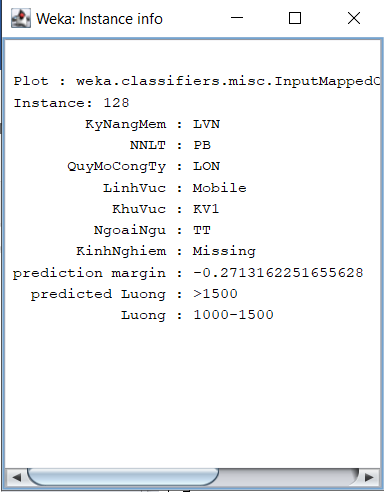 Weka: Instance info
Plot : weka.classifiers.misc.InputMappedC
Instance: 128
KyNangMem : LVN
NNLT : PB
QuyMoCongTy : LON
LinhVuc : Mobile
KhuVuc : KV1
NgoaiNgu : TT
KinhNghiem : Missing
prediction margin : -0.2713162251655628
predicted Luong : >1500
Luong : 1000-1500